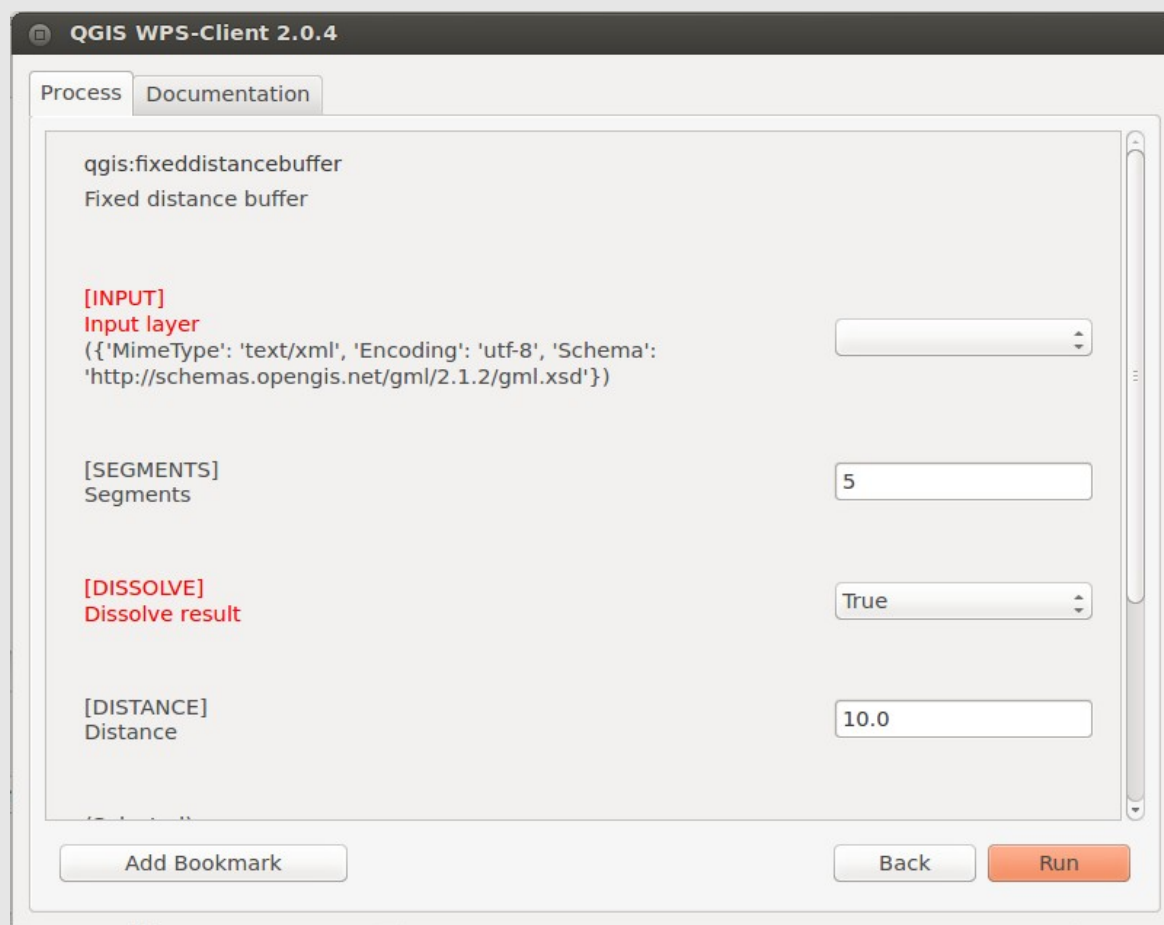 QGIS WPS-Client 2.0.4
Process
Documentation
qgis:fixeddistancebuffer
Fixed distance buffer
[INPUT]
Input layer
({'MimeType': 'text/xml', 'Encoding': 'utf-8', 'Schema':
'http://schemas.opengis.net/gml/2.1.2/gml.xsd'})
[SEGMENTS]
Segments
5
[DISSOLVE]
Dissolve result
True
[DISTANCE]
Distance
10.0
Add Bookmark
Back
Run